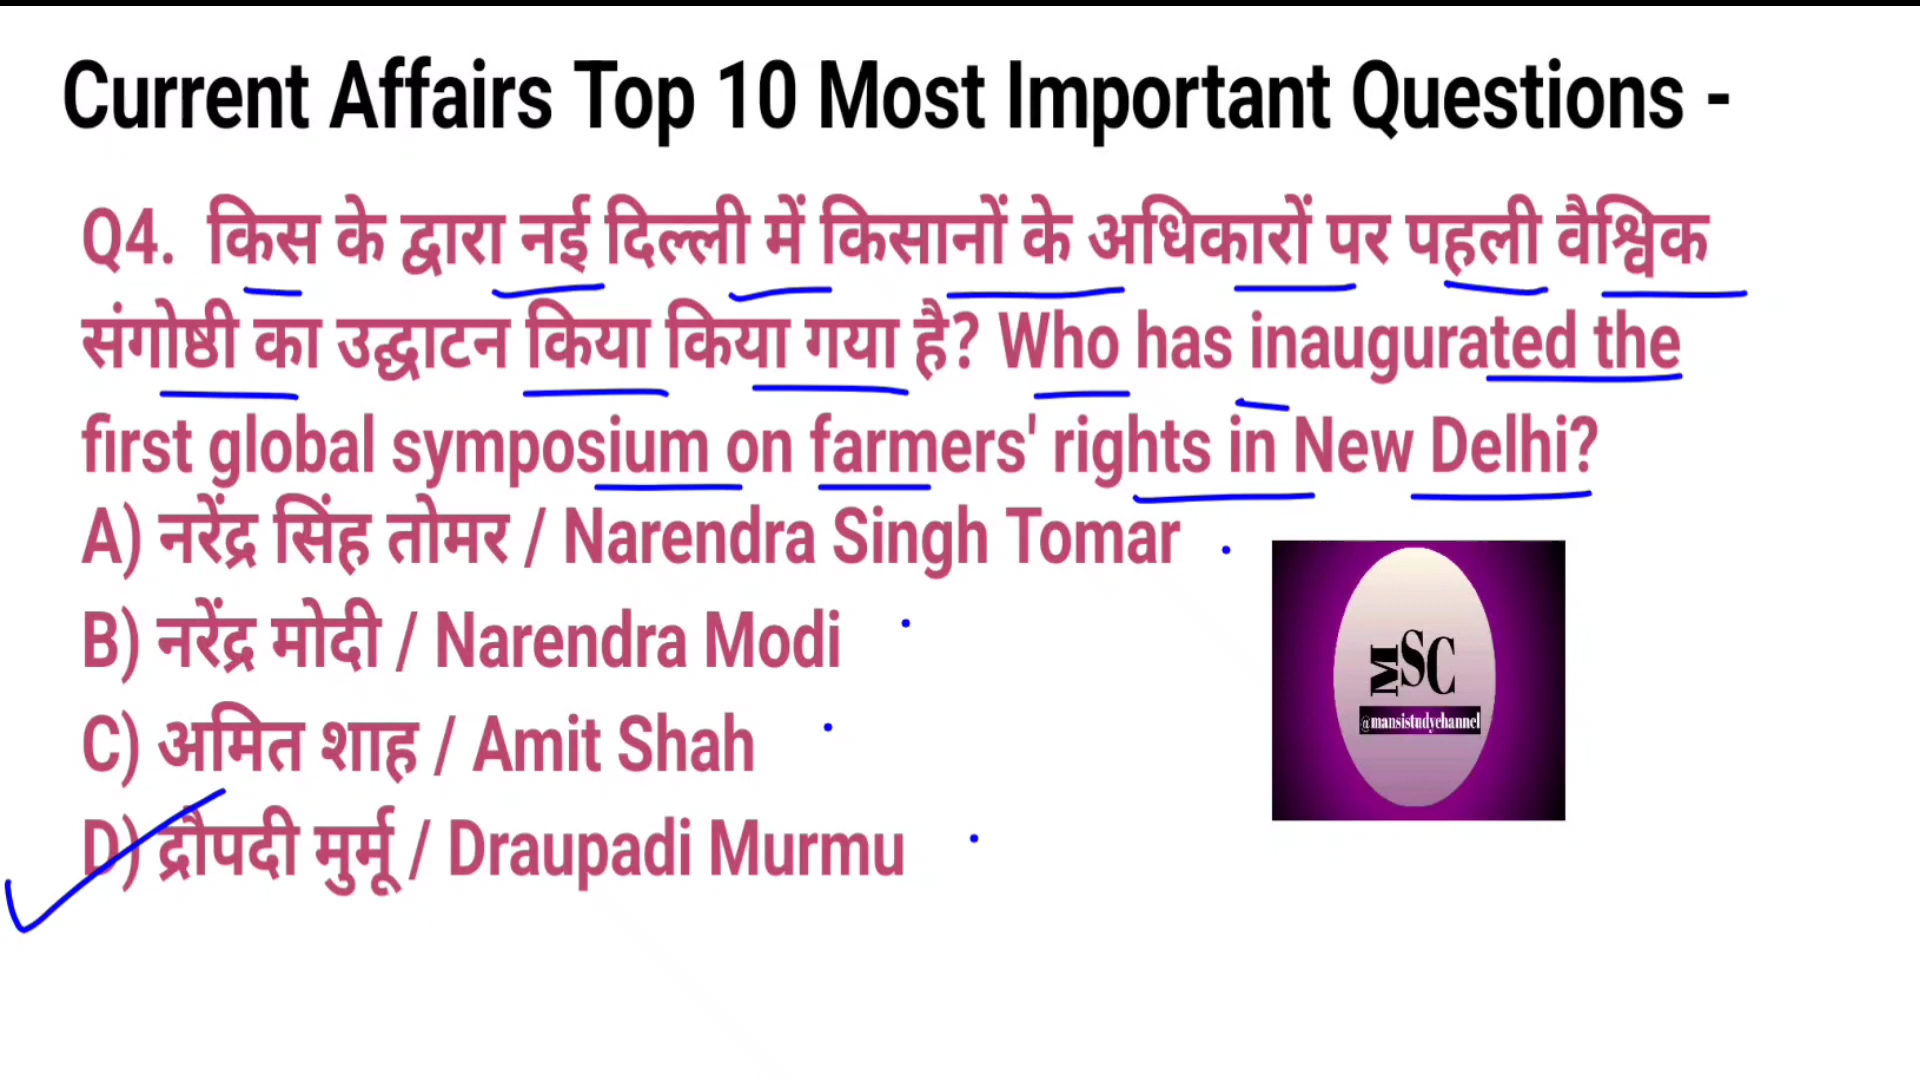 Current Affairs Top 10 Most Important Questions -
Q4. किस के द्वारा नई दिल्ली में किसानों के अधिकारों पर पहली वैश्विक
संगोष्ठी का उद्घाटन किया किया गया है? Who has inaugurated the
first global symposium on farmers' rights in New Delhi?
A) नरेंद्र सिंह तोमर / Narendra Singh Tomar
B) नरेंद्र मोदी / Narendra Modi
C) अमित शाह / Amit Shah
D) द्रौपदी मुर्मू / Draupadi Murmu
MSC
@mansistudychannel